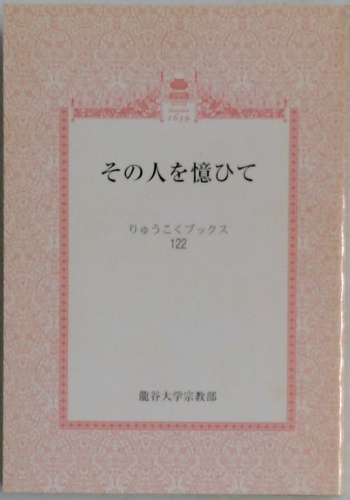 1639
その人を憶ひて
りゅうこくブックス
122
龍谷大学宗教部